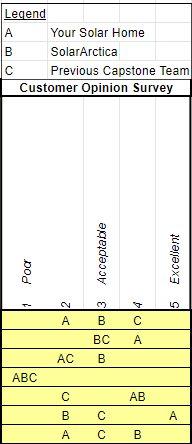 Legend
A Your Solar Home
B SolarArctica
C Previous Capstone Team
Customer Opinion Survey
1 Poor 2 3 Acceptable 4 5 Excellent
A B C
BC A
AC B
ABC
C AB
B C A
A C B